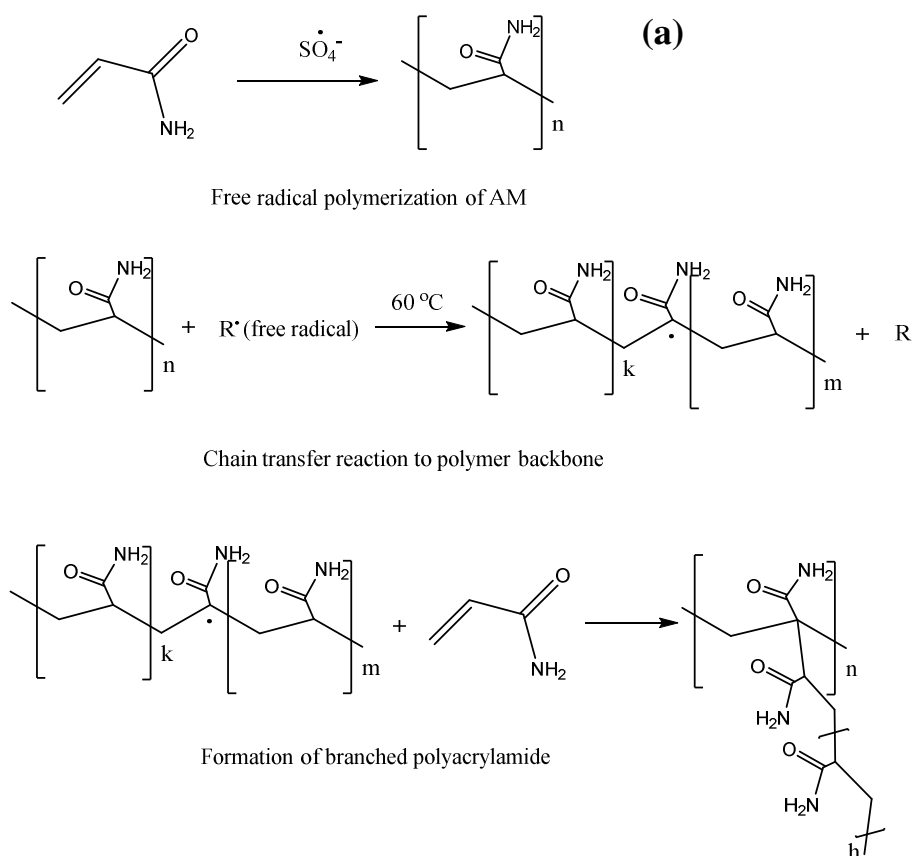 (a)
O
NH2
SO4•-
O
NH2
n
Free radical polymerization of AM
O
NH2
n
+
R• (free radical)
60 °C
O
NH2
k
O
NH2
•
O
NH2
m
+
R
Chain transfer reaction to polymer backbone
O
NH2
k
O
NH2
•
O
NH2
m
+
O
NH2
O
NH2
n
O
H2N
O
H2N
h
Formation of branched polyacrylamide